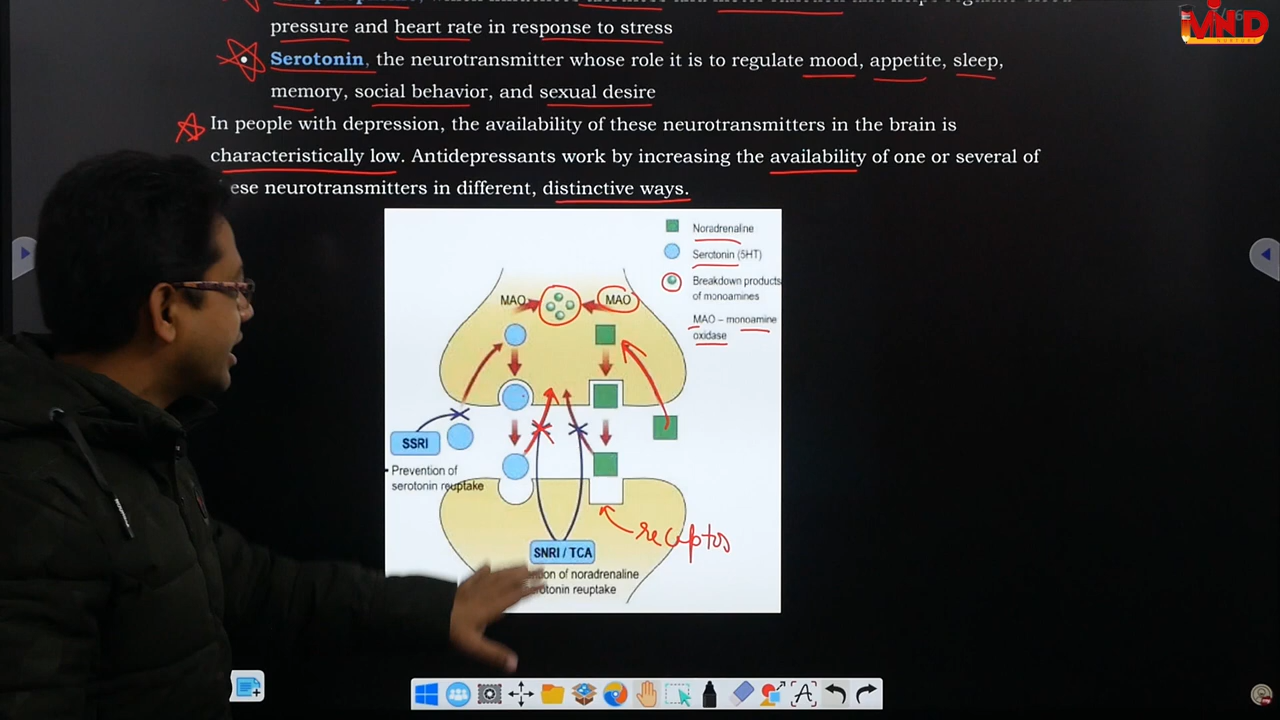 pressure and heart rate in response to stress
• Serotonin, the neurotransmitter whose role it is to regulate mood, appetite, sleep,
memory, social behavior, and sexual desire
In people with depression, the availability of these neurotransmitters in the brain is
characteristically low. Antidepressants work by increasing the availability of one or several of
ese neurotransmitters in different, distinctive ways.
Noradrenaline
Serotonin (5HT)
Breakdown products
of monoamines
MAO – monoamine
oxidase
MAO
MAO
SSRI
• Prevention of
serotonin reuptake
receptos
SNRI / TCA
ntion of noradrenaline
erotonin reuptake
MIND